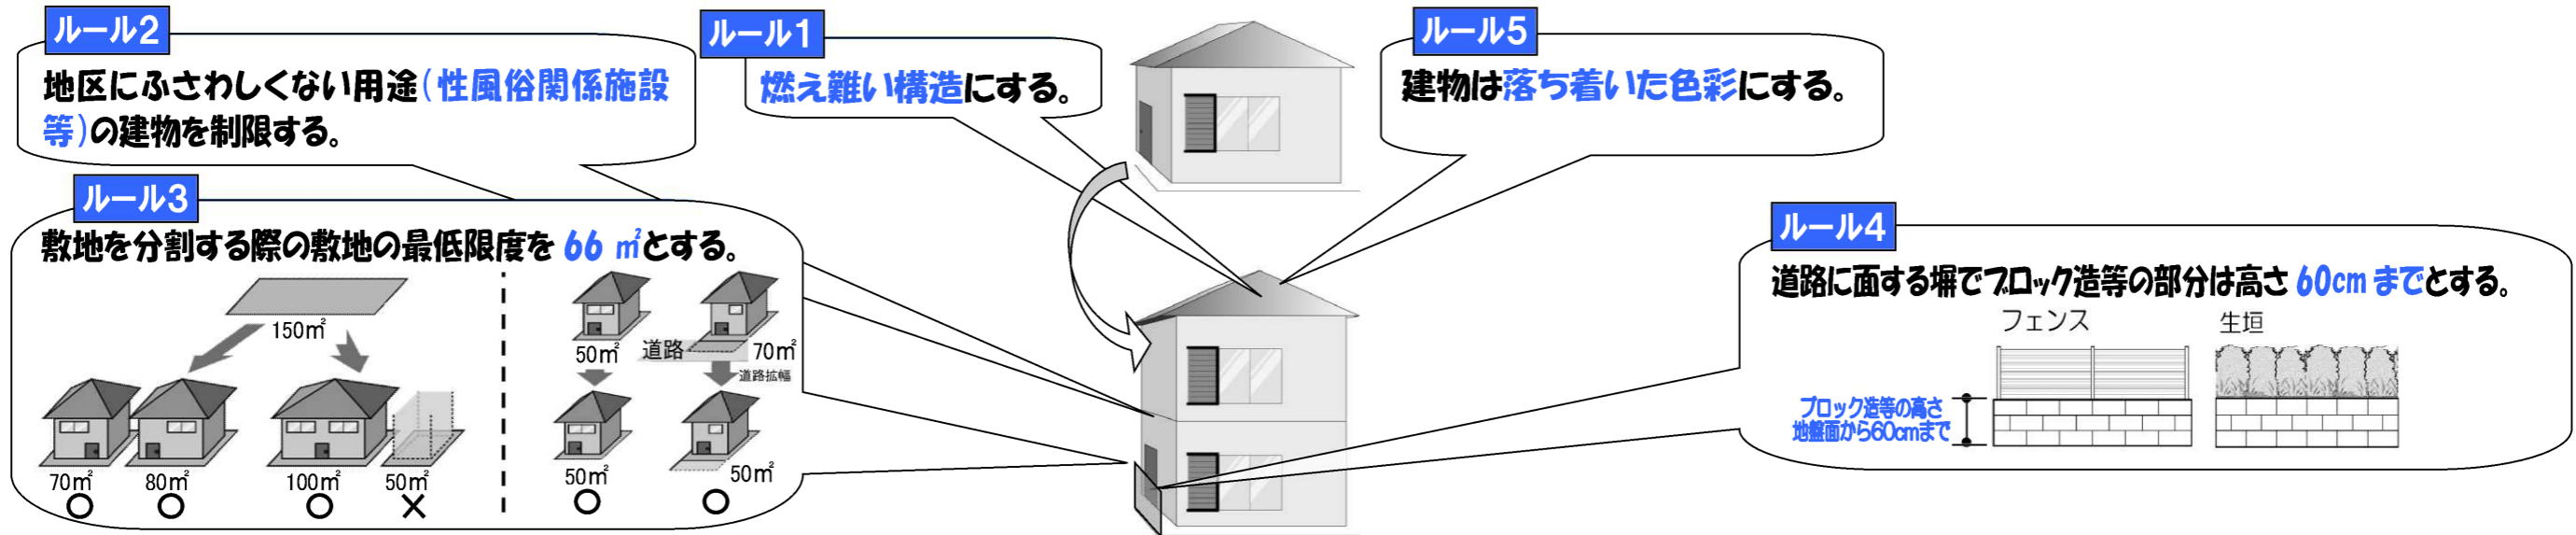 ルール2
地区にふさわしくない用途(性風俗関係施設
等)の建物を制限する。
ルール1
燃え難い構造にする。
ルール5
建物は落ち着いた色彩にする。
ルール3
敷地を分割する際の敷地の最低限度を 66 ㎡とする。
150㎡
70㎡
80㎡
100㎡
50㎡
○
○
○
×
50㎡
道路
70㎡
道路拡幅
50㎡
50㎡
○
○
ルール4
道路に面する塀でブロック造等の部分は高さ 60cm までとする。
フェンス
生垣
ブロック造等の高さ
地盤面から60cmまで